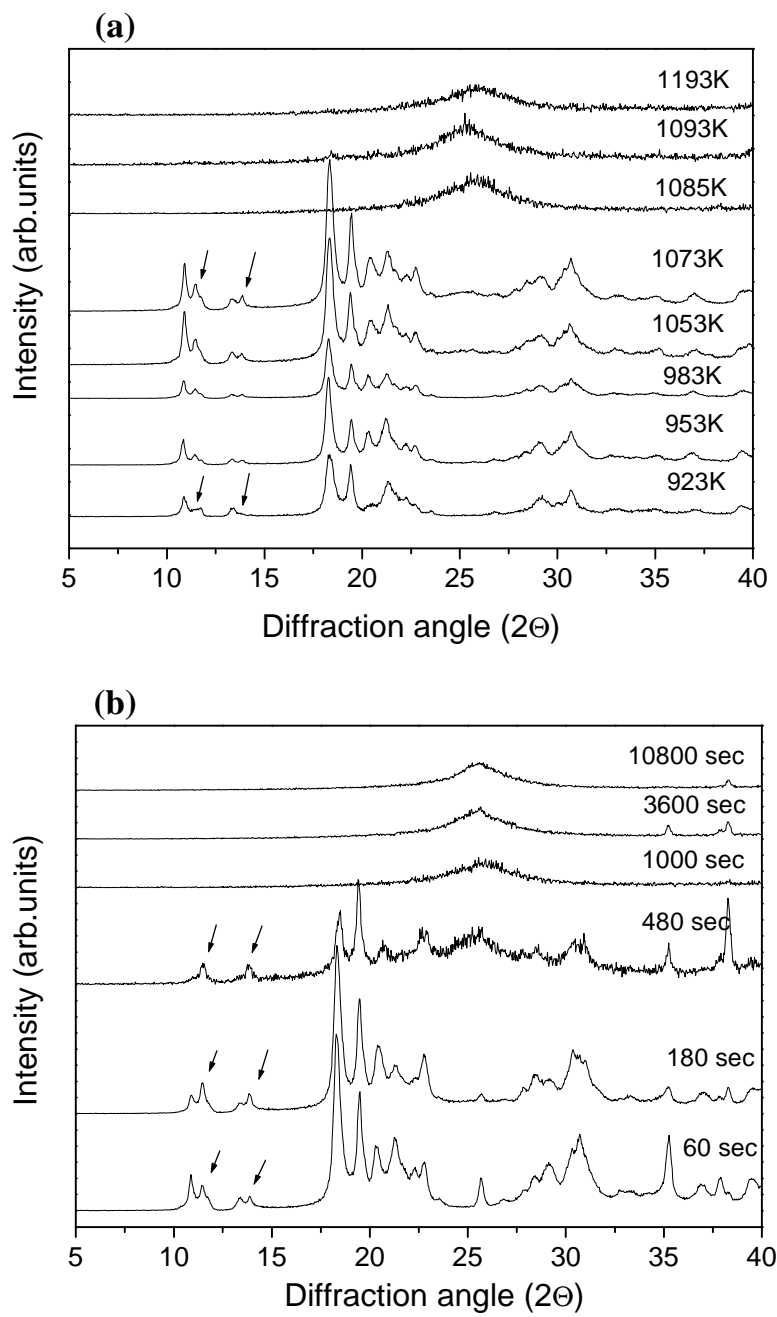 (a)
1193K
1093K
1085K
1073K
1053K
983K
953K
923K
Intensity (arb.units)
5 10 15 20 25 30 35 40
Diffraction angle (2Θ)
(b)
10800 sec
3600 sec
1000 sec
480 sec
180 sec
60 sec
Intensity (arb.units)
5 10 15 20 25 30 35 40
Diffraction angle (2Θ)